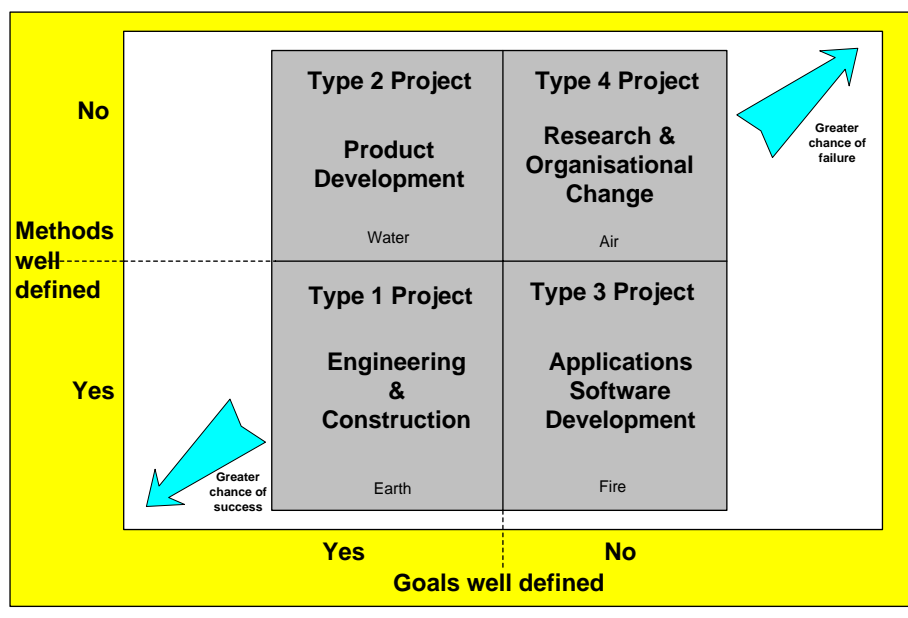 Type 2 Project
Type 4 Project
No
Greater
chance of
failure
Product
Development
Research &
Organisational
Change
Water
Air
Methods
well
defined
Type 1 Project
Type 3 Project
Yes
Engineering
&
Construction
Applications
Software
Development
Greater
chance of
success
Earth
Fire
Yes
No
Goals well defined